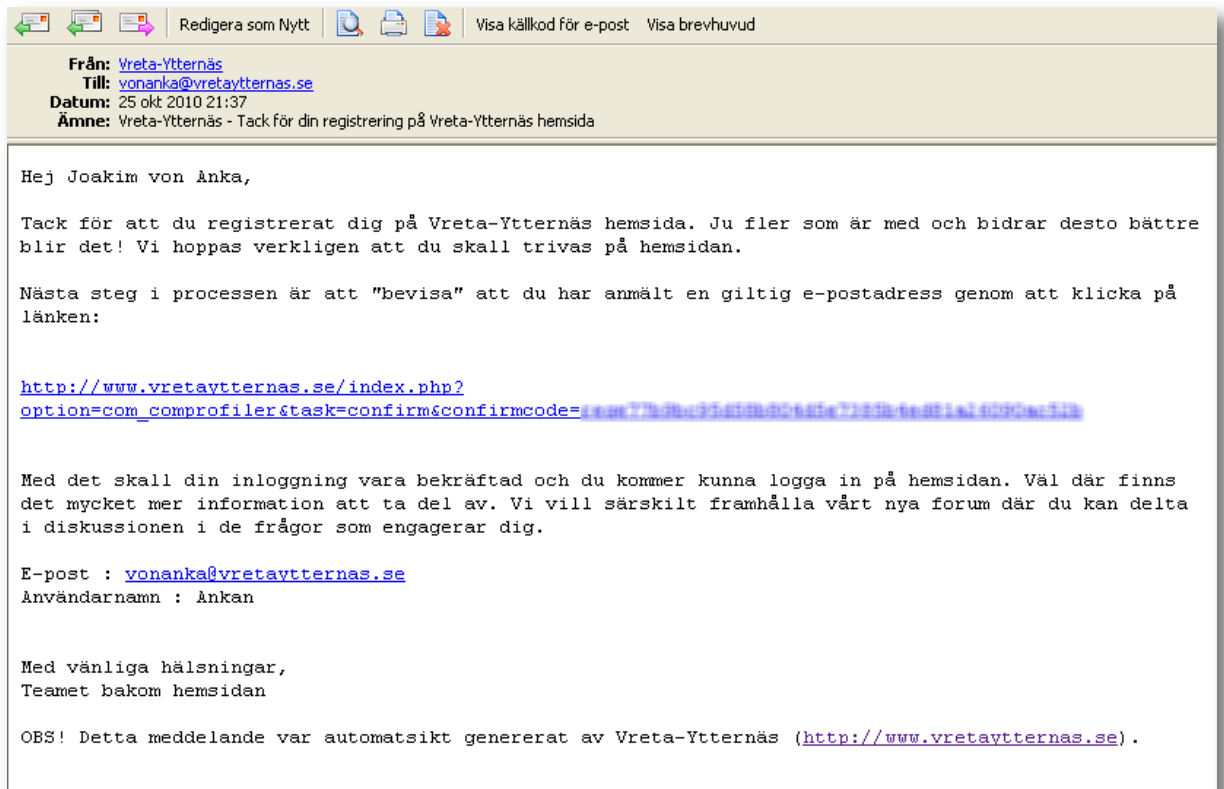 Redigera som Nytt Visa källkod för e-post Visa brevhuvud
Från: Vreta-Ytternäs
Till: vonanka@vretaytternas.se
Datum: 25 okt 2010 21:37
Ämne: Vreta-Ytternäs - Tack för din registrering på Vreta-Ytternäs hemsida
Hej Joakim von Anka,
Tack för att du registrerat dig på Vreta-Ytternäs hemsida. Ju fler som är med och bidrar desto bättre
blir det! Vi hoppas verkligen att du skall trivas på hemsidan.
Nästa steg i processen är att "bevisa" att du har anmält en giltig e-postadress genom att klicka på
länken:
http://www.vretaytternas.se/index.php?
option=com_comprofiler&task=confirm&confirmcode=
Med det skall din inloggning vara bekräftad och du kommer kunna logga in på hemsidan. Väl där finns
det mycket mer information att ta del av. Vi vill särskilt framhålla vårt nya forum där du kan delta
i diskussionen i de frågor som engagerar dig.
E-post : vonanka@vretaytternas.se
Användarnamn : Ankan
Med vänliga hälsningar,
Teamet bakom hemsidan
OBS! Detta meddelande var automatsikt genererat av Vreta-Ytternäs (http://www.vretaytternas.se).